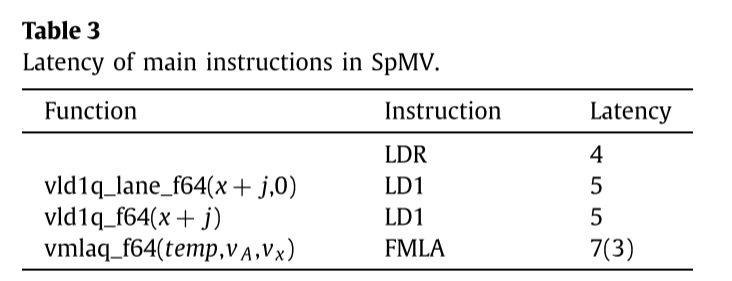 Table 3
Latency of main instructions in SpMV.
Function Instruction Latency
LDR 4
vld1q_lane_f64(x + j,0) LD1 5
vld1q_f64(x + j) LD1 5
vmlaq_f64(temp,v_A,v_x) FMLA 7(3)